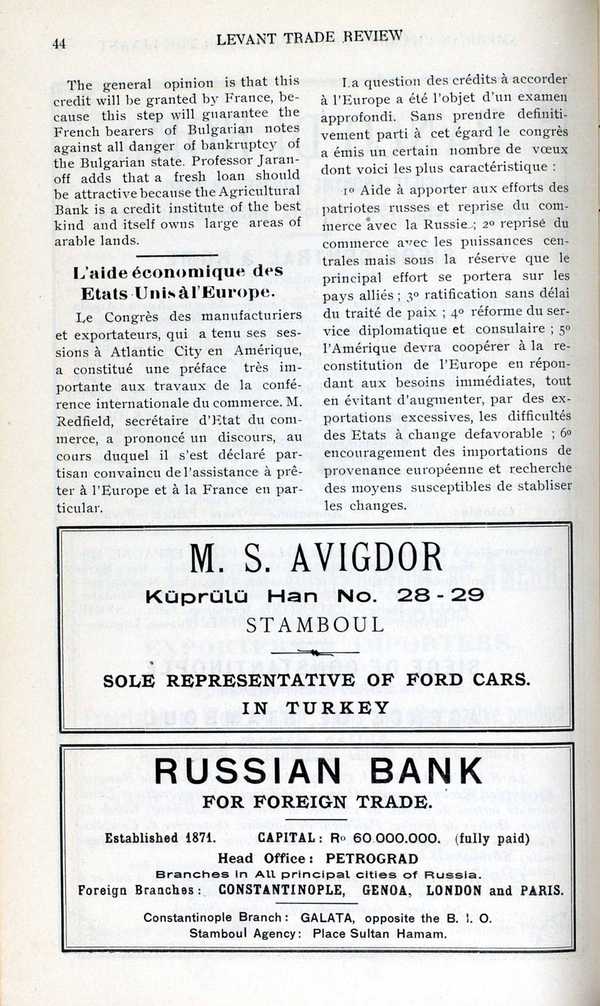 44
LEVANT TRADE REVIEW
The general opinion is that this
credit will be granted by France, be-
cause this step will guarantee the
French bearers of Bulgarian notes
against all danger of bankruptcy of
the Bulgarian state. Professor Jaran-
off adds that a fresh loan should
be attractive because the Agricultural
Bank is a credit institute of the best
kind and itself owns large areas of
arable lands.
L'aide économique des
Etats Unis à l'Europe.
Le Congrès des manufacturiers
et exportateurs, qui a tenu ses ses-
sions à Atlantic City en Amérique,
a constitué une préface très im-
portante aux travaux de la confé-
rence internationale du commerce. M.
Redfield, secrétaire d'Etat du com-
merce, a prononcé un discours, au
cours duquel il s'est déclaré par-
tisan convaincu de l'assistance à prê-
ter à l'Europe et à la France en par-
ticular.
La question des crédits à accorder
à l'Europe a été l'objet d'un examen
approfondi. Sans prendre definiti-
vement parti à cet égard le congrès
a émis un certain nombre de vœux
dont voici les plus caractéristique :
1º Aide à apporter aux efforts des
patriotes russes et reprise du com-
merce avec la Russie ; 2º reprise du
commerce avec les puissances cen-
trales mais sous la réserve que le
principal effort se portera sur les
pays alliés ; 3º ratification sans délai
du traité de paix ; 4º réforme du ser-
vice diplomatique et consulaire ; 5º
l'Amérique devra coopérer à la re-
constitution de l'Europe en répon-
dant aux besoins immédiates, tout
en évitant d'augmenter, par des ex-
portations excessives, les difficultés
des Etats à change defavorable ; 6º
encouragement des importations de
provenance européenne et recherche
des moyens susceptibles de stabliser
les changes.
M. S. AVIGDOR
Küprülü Han No. 28 - 29
STAMBOUL
SOLE REPRESENTATIVE OF FORD CARS.
IN TURKEY
RUSSIAN BANK
FOR FOREIGN TRADE.
Established 1871. CAPITAL: Rº 60.000.000. (fully paid)
Head Office: PETROGRAD
Branches in All principal cities of Russia.
Foreign Branches: CONSTANTINOPLE, GENOA, LONDON and PARIS.
Constantinople Branch: GALATA, opposite the B. I. O.
Stamboul Agency: Place Sultan Hamam.